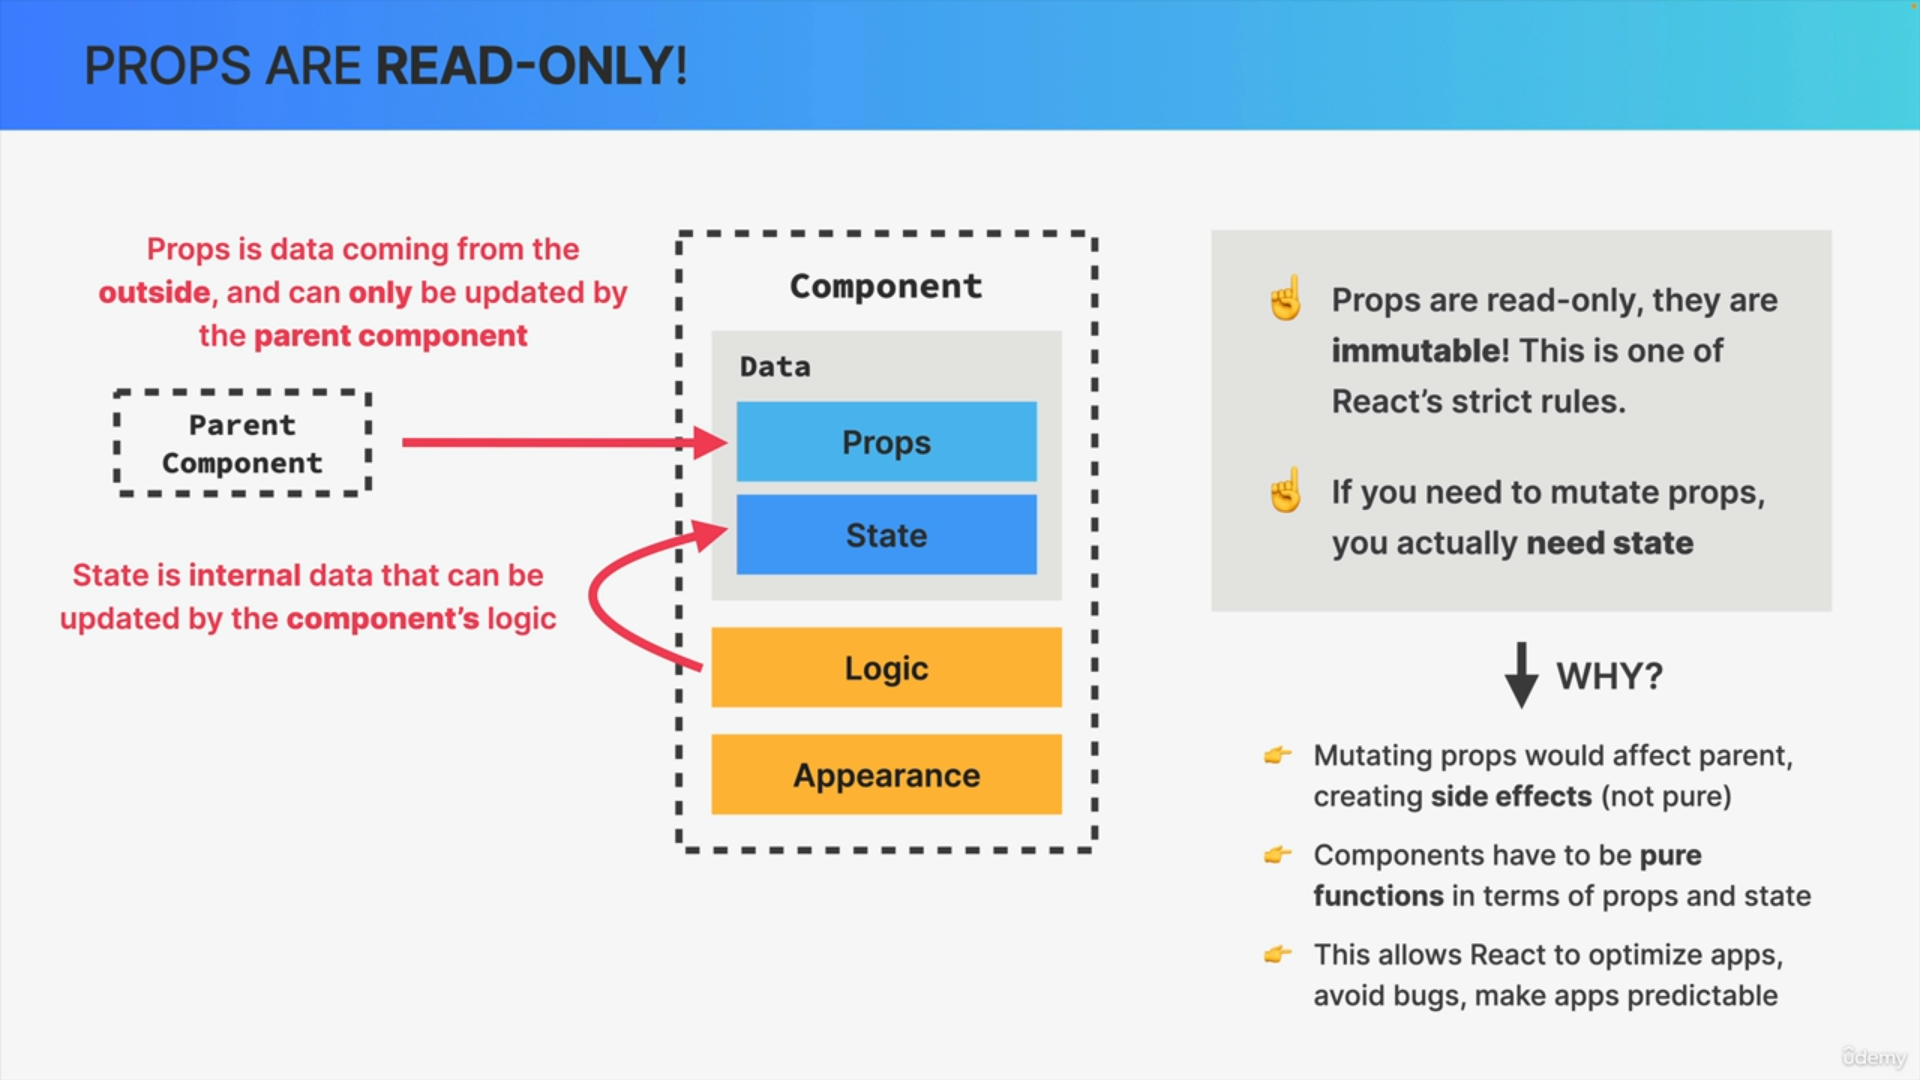 PROPS ARE READ-ONLY!
Props is data coming from the
outside, and can only be updated by
the parent component
Parent
Component
State is internal data that can be
updated by the component’s logic
Component
Data
Props
State
Logic
Appearance
Props are read-only, they are
immutable! This is one of
React’s strict rules.
If you need to mutate props,
you actually need state
WHY?
Mutating props would affect parent,
creating side effects (not pure)
Components have to be pure
functions in terms of props and state
This allows React to optimize apps,
avoid bugs, make apps predictable
ûdemy